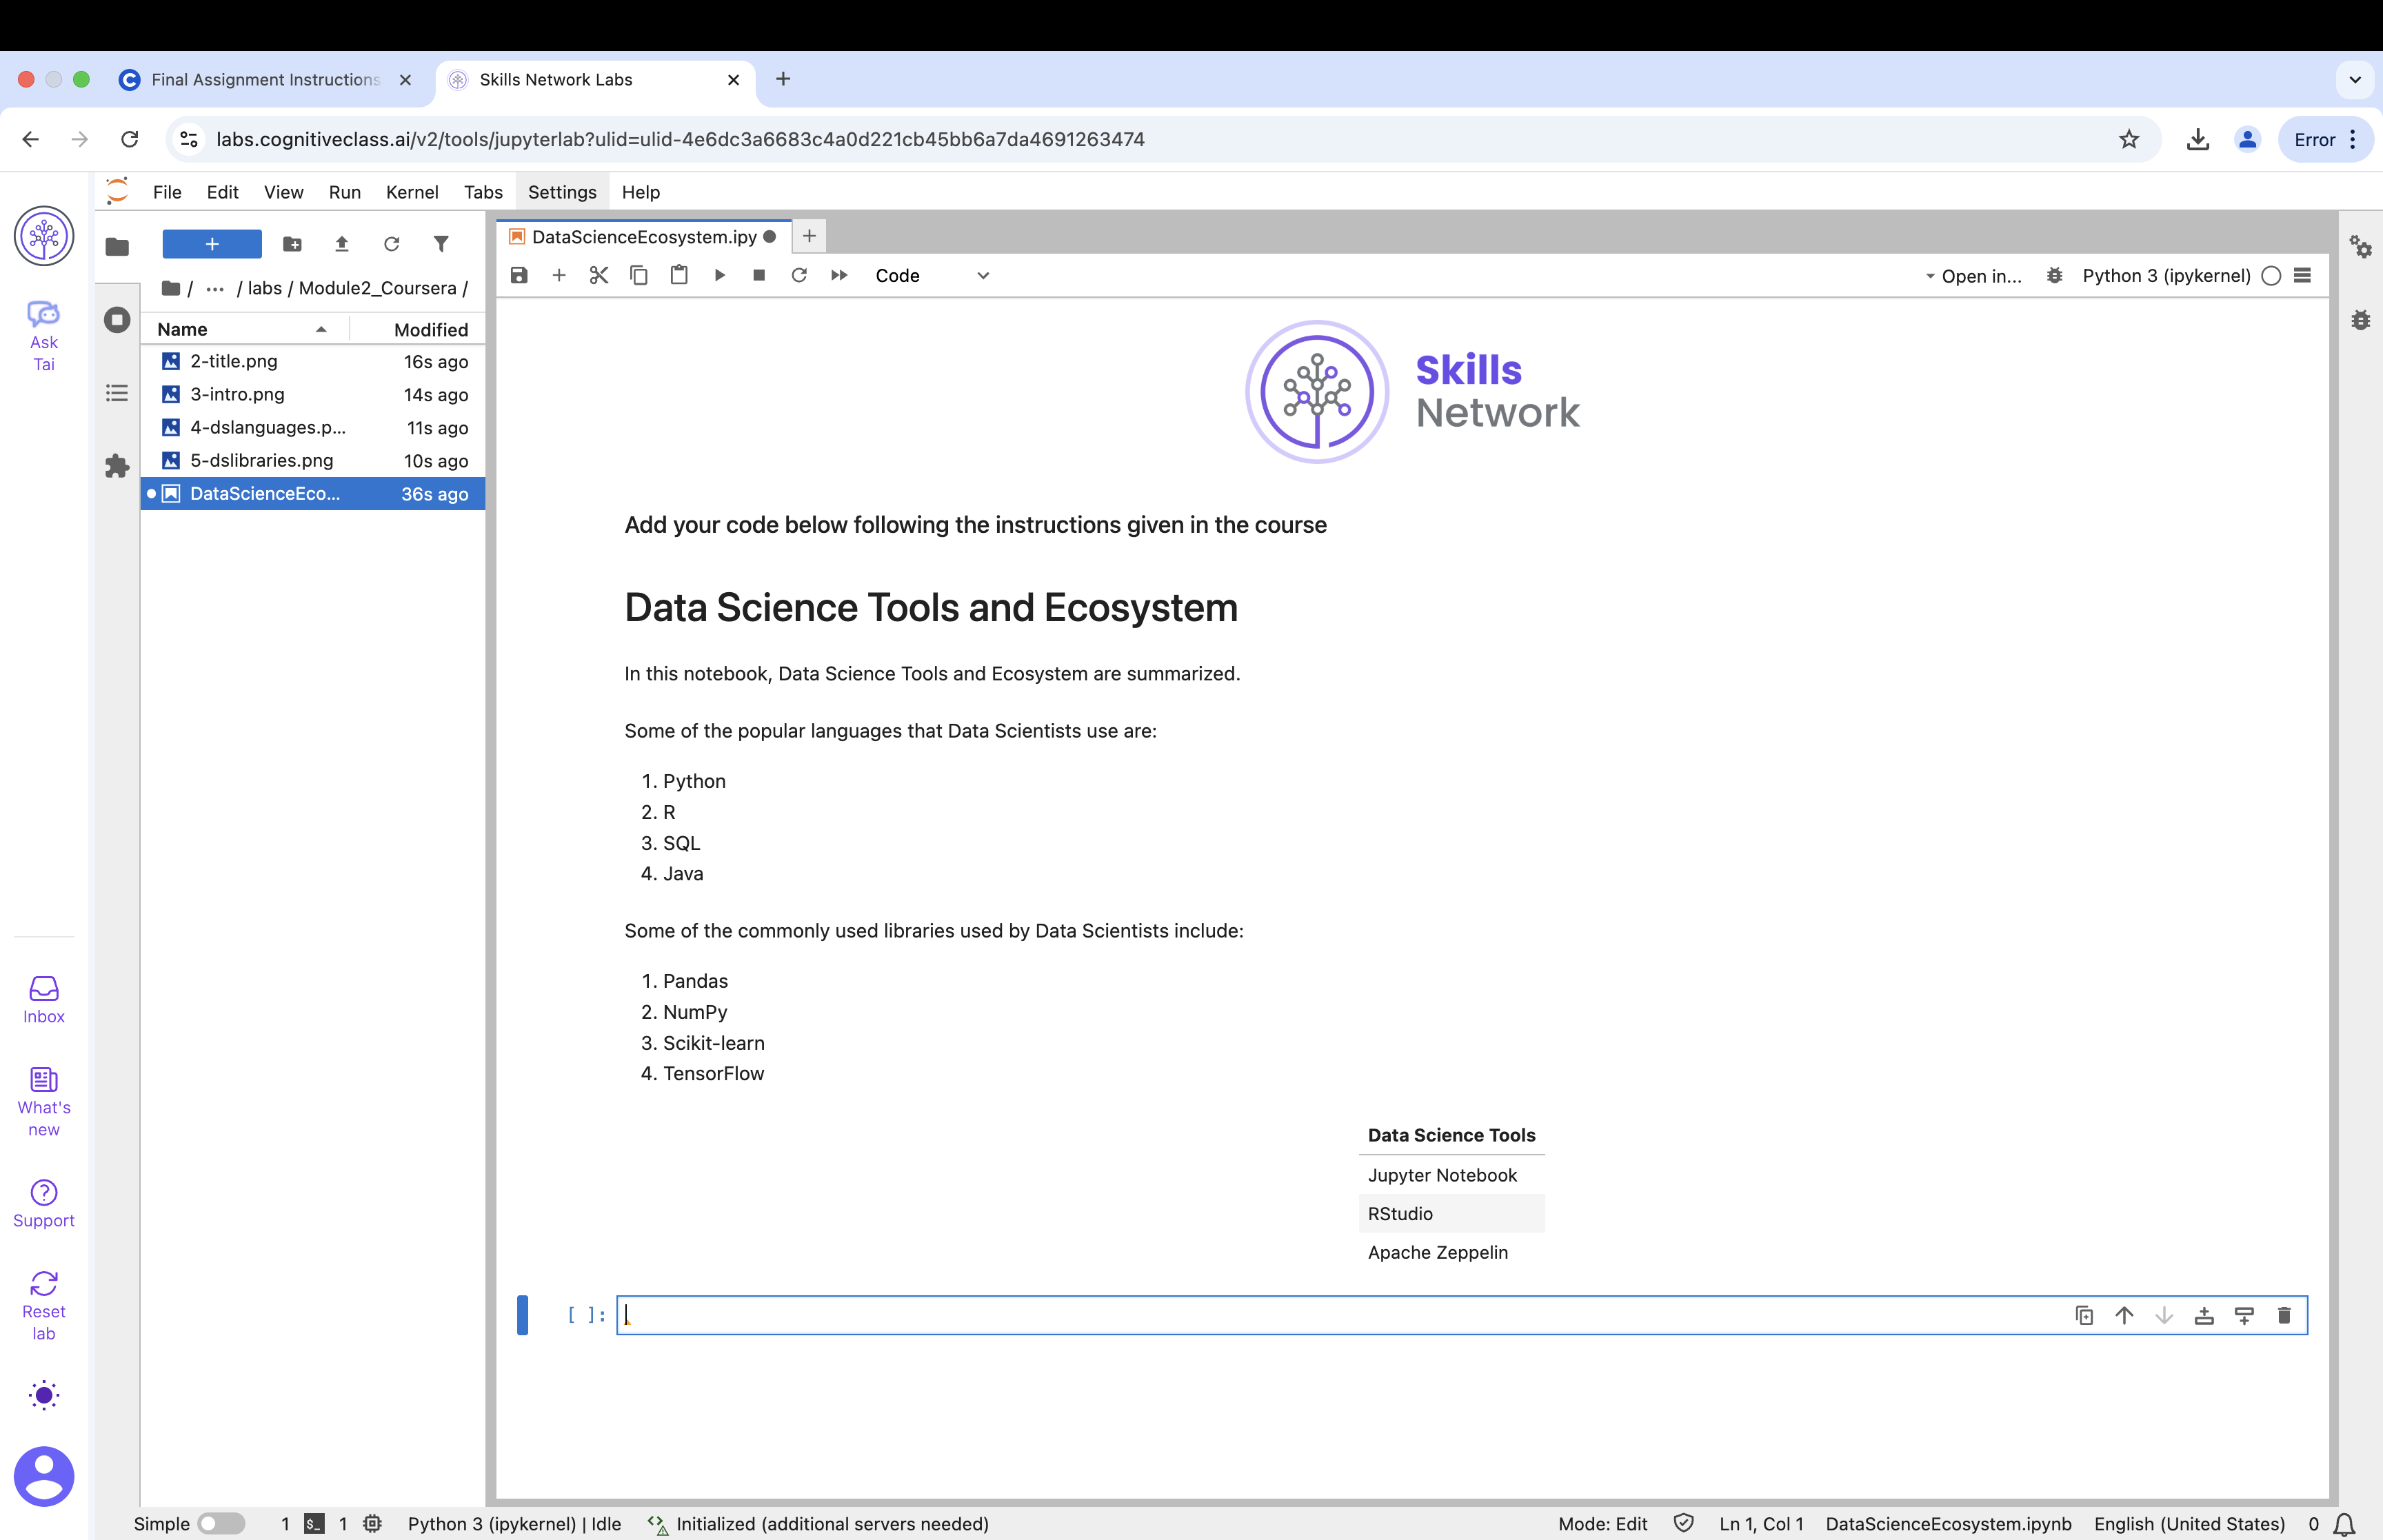 Final Assignment Instructions
Skills Network Labs
labs.cognitiveclass.ai/v2/tools/jupyterlab?ulid=ulid-4e6dc3a6683c4a0d221cb45bb6a7da4691263474
Error
File Edit View Run Kernel Tabs Settings Help
Ask
Tai
Inbox
What's
new
Support
Reset
lab
/ ... / labs / Module2_Coursera /
Name Modified
2-title.png 16s ago
3-intro.png 14s ago
4-dslanguages.p... 11s ago
5-dslibraries.png 10s ago
DataScienceEco... 36s ago
DataScienceEcosystem.ipy
Code
Open in...
Python 3 (ipykernel)
Skills
Network
Add your code below following the instructions given in the course
Data Science Tools and Ecosystem
In this notebook, Data Science Tools and Ecosystem are summarized.
Some of the popular languages that Data Scientists use are:
1. Python
2. R
3. SQL
4. Java
Some of the commonly used libraries used by Data Scientists include:
1. Pandas
2. NumPy
3. Scikit-learn
4. TensorFlow
Data Science Tools
Jupyter Notebook
RStudio
Apache Zeppelin
[ ]:
Simple 1 $_ 1 Python 3 (ipykernel) | Idle Initialized (additional servers needed) Mode: Edit Ln 1, Col 1 DataScienceEcosystem.ipynb English (United States) 0